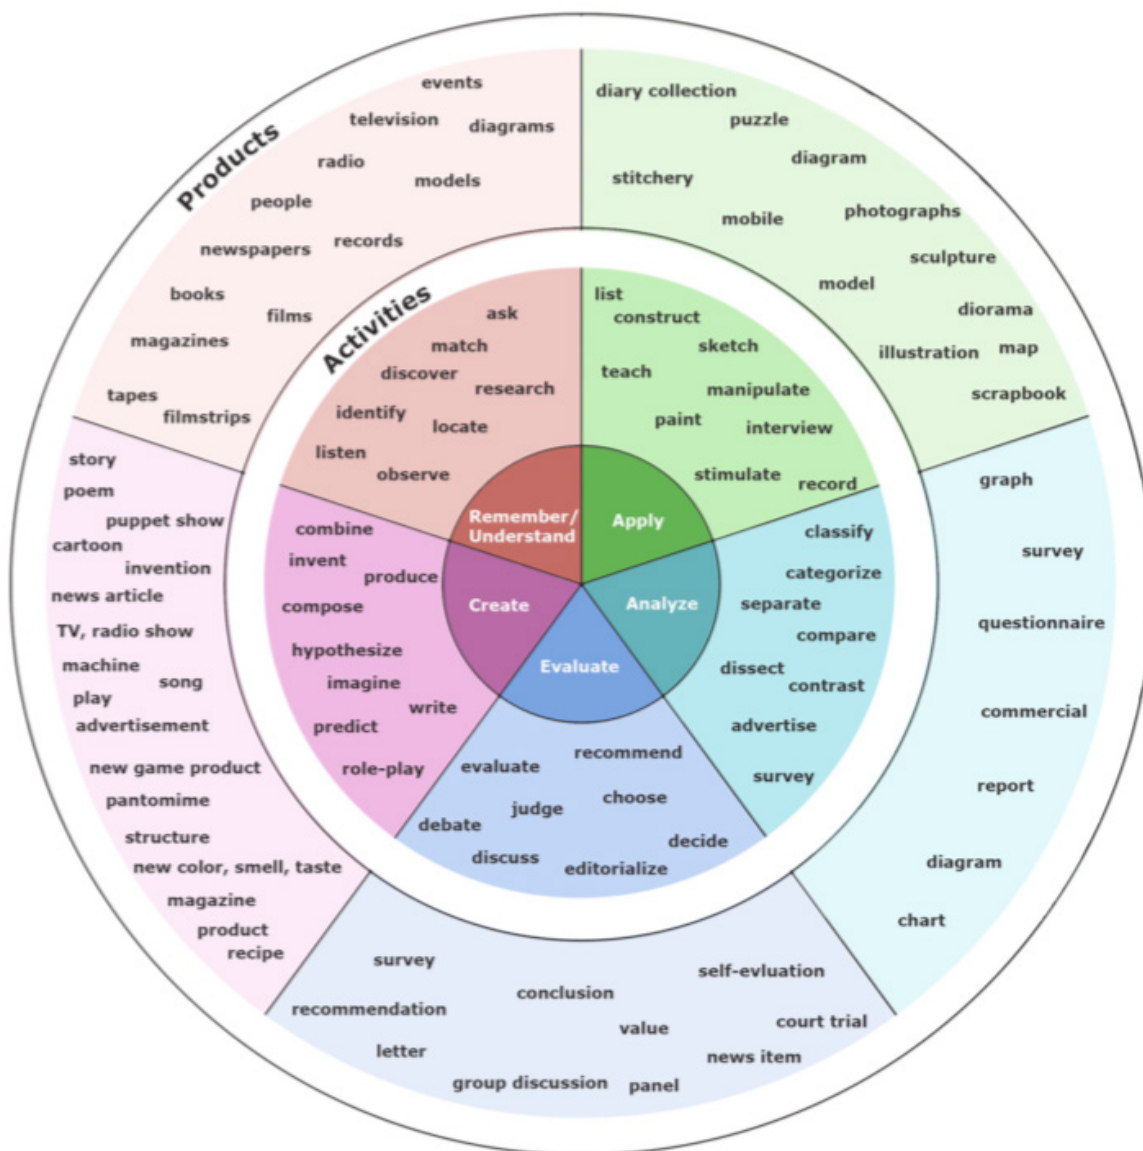 Products
events
television
diagrams
radio
models
people
newspapers
records
books
films
magazines
tapes
filmstrips
diary collection
puzzle
diagram
stitchery
photographs
mobile
sculpture
model
diorama
illustration
map
scrapbook
graph
survey
questionnaire
commercial
report
diagram
chart
survey
self-evluation
conclusion
recommendation
value
court trial
letter
news item
group discussion
panel
story
poem
puppet show
cartoon
invention
news article
TV, radio show
machine
song
play
advertisement
new game product
pantomime
structure
new color, smell, taste
magazine
product
recipe
Activities
ask
match
discover
research
identify
locate
listen
observe
list
construct
sketch
teach
manipulate
paint
interview
stimulate
record
classify
categorize
separate
compare
dissect
contrast
advertise
survey
recommend
evaluate
choose
judge
debate
decide
discuss
editorialize
combine
invent
produce
compose
hypothesize
imagine
write
predict
role-play
Remember/
Understand
Apply
Analyze
Evaluate
Create